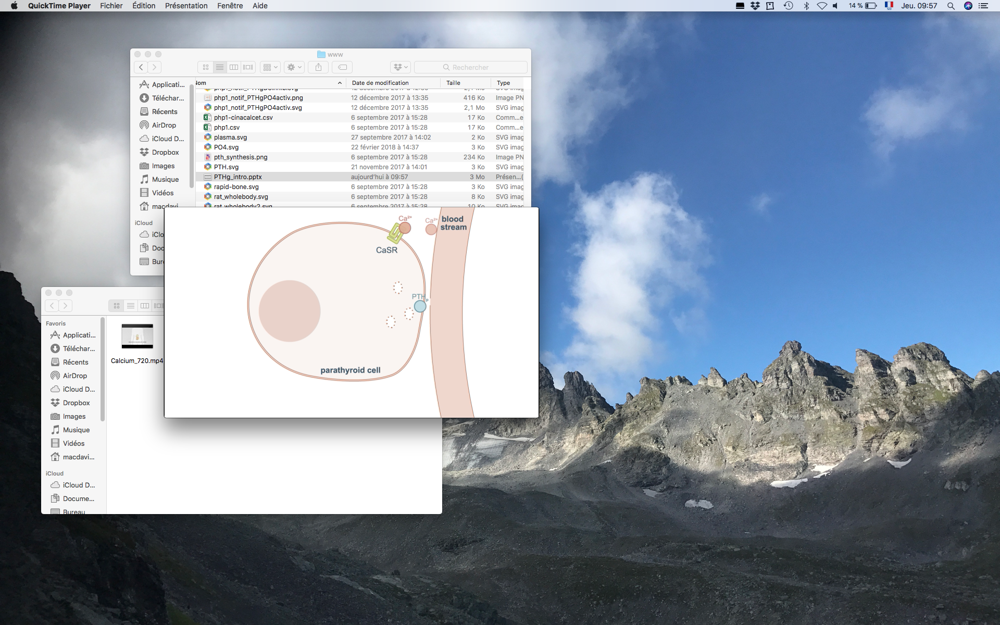 QuickTime Player Fichier Édition Présentation Fenêtre Aide 14 % Jeu. 09:57
www
Rechercher
Nom Date de modification Taille Type
php1_notif_PTHgPO4activ.png 12 décembre 2017 à 13:35 416 Ko Image PN
php1_notif_PTHgPO4activ.svg 12 décembre 2017 à 13:35 2,1 Mo SVG imag
php1-cinacalcet.csv 6 septembre 2017 à 15:28 17 Ko Comm...e
php1.csv 6 septembre 2017 à 15:28 17 Ko Comm...e
plasma.svg 27 septembre 2017 à 14:02 2 Ko SVG imag
PO4.svg 22 février 2018 à 14:37 3 Ko SVG imag
pth_synthesis.png 6 septembre 2017 à 15:28 234 Ko Image PN
PTH.svg 21 novembre 2017 à 14:01 3 Ko SVG imag
PTHg_intro.pptx aujourd'hui à 09:57 3 Mo Présen...(
rapid-bone.svg 6 septembre 2017 à 15:28 3 Ko SVG imag
rat_wholebody.svg 6 septembre 2017 à 15:28 8 Ko SVG imag
rat_wholebody2.svg 6 septembre 2017 à 15:28 10 Ko SVG imag
Applicati...
Téléchar...
Récents
AirDrop
iCloud D...
Dropbox
Images
Musique
Vidéos
macdavi...
iCloud
iClo
Doc
Bur
Ca²⁺
Ca²⁺
blood
stream
CaSR
PTHp
parathyroid cell
Favoris
Applicati...
Téléchar...
Récents
AirDrop
iCloud D...
Dropbox
Images
Musique
Vidéos
macdavi...
iCloud
iCloud D...
Docume...
Bureau
Calcium_720.mp4